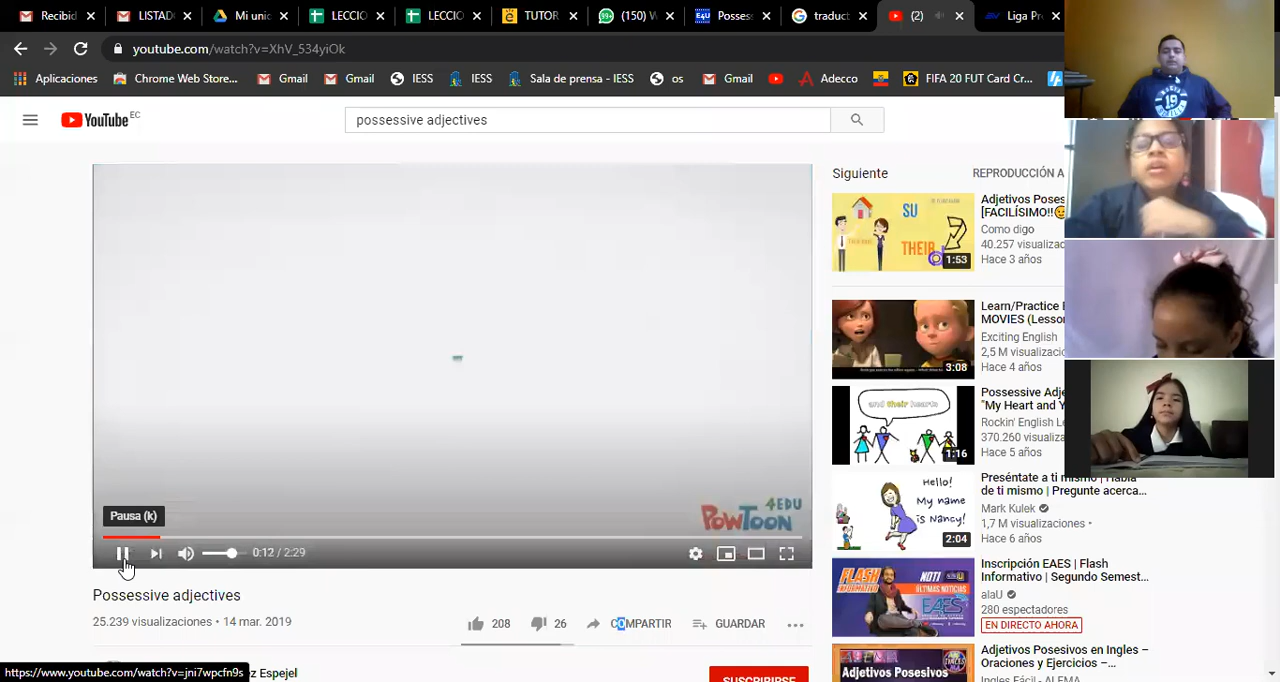 Recibid
LISTAD
Mi unic
LECCIO
LECCIO
TUTOR
(150) W
Posses
traduct
(2)
Liga Pr
youtube.com/watch?v=XhV_534yiOk
Aplicaciones
Chrome Web Store...
Gmail
Gmail
IESS
IESS
Sala de prensa - IESS
os
Gmail
Adecco
FIFA 20 FUT Card Cr...
YouTube EC
possessive adjectives
Siguiente
REPRODUCCIÓN A
SU
THEIR
1:53
Adjetivos Poses
[FACILÍSIMO!!
Como digo
40.257 visualizac
Hace 3 años
3:08
Learn/Practice
MOVIES (Lesson
Exciting English
2,5 M visualizacio
Hace 4 años
and their hearts
1:16
Possessive Adje
"My Heart and Y
Rockin' English Le
370.260 visualiza
Hace 5 años
Hello!
My name
is Nancy!
2:04
Preséntate a ti mismo | Habla
de ti mismo | Pregunte acerca...
Mark Kulek
1,7 M visualizaciones •
Hace 6 años
FLASH
INFORMATIVO
NOTI
ÚLTIMAS NOTICIAS
EAES
Inscripción EAES | Flash
Informativo | Segundo Semest...
alaU
280 espectadores
EN DIRECTO AHORA
Adjetivos Posesivos
Adjetivos Posesivos en Ingles –
Oraciones y Ejercicios –...
Ingles Fácil - ALEMA
POWTOON
4EDU
Pausa (k)
0:12 / 2:29
Possessive adjectives
25.239 visualizaciones • 14 abr. 2019
208
26
COMPARTIR
GUARDAR
https://www.youtube.com/watch?v=jni7wpcfn9s
z Espejel
SUSCRIBIRSE
19